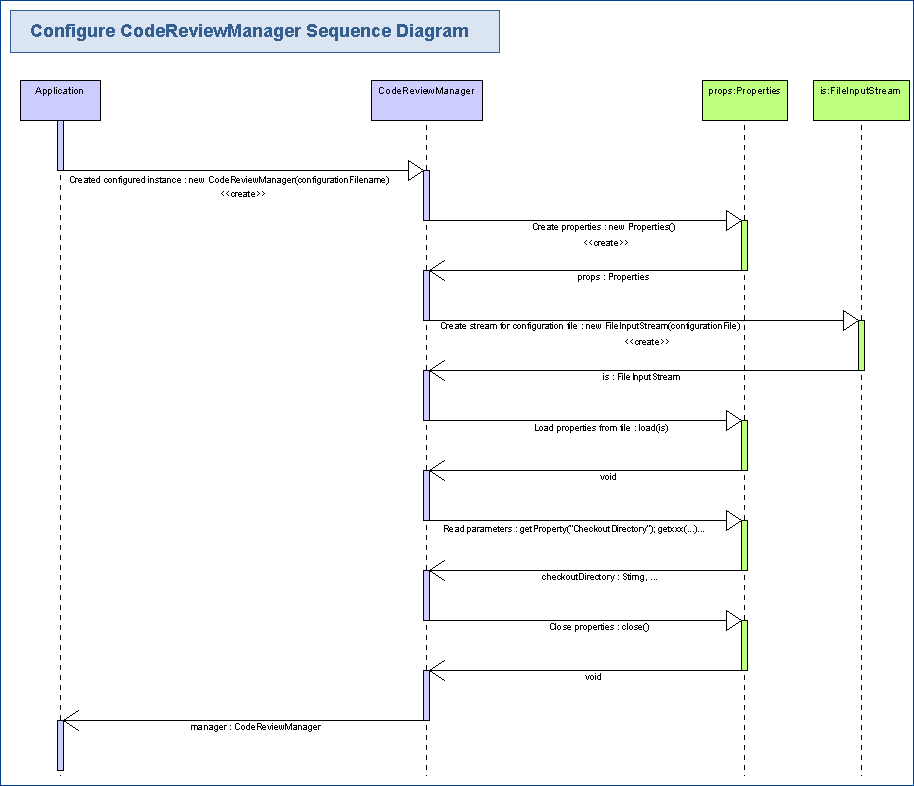 Configure CodeReviewManager Sequence Diagram
Application
CodeReviewManager
props:Properties
is:FileInputStream
Created configured instance : new CodeReviewManager(configurationFilename)
<<create>>
Create properties : new Properties()
<<create>>
props : Properties
Create stream for configuration file : new FileInputStream(configurationFile)
<<create>>
is : FileInputStream
Load properties from file : load(is)
void
Read parameters : getProperty("CheckoutDirectory"); getxxx(...)...
checkoutDirectory : Stirng, ...
Close properties : close()
void
manager : CodeReviewManager